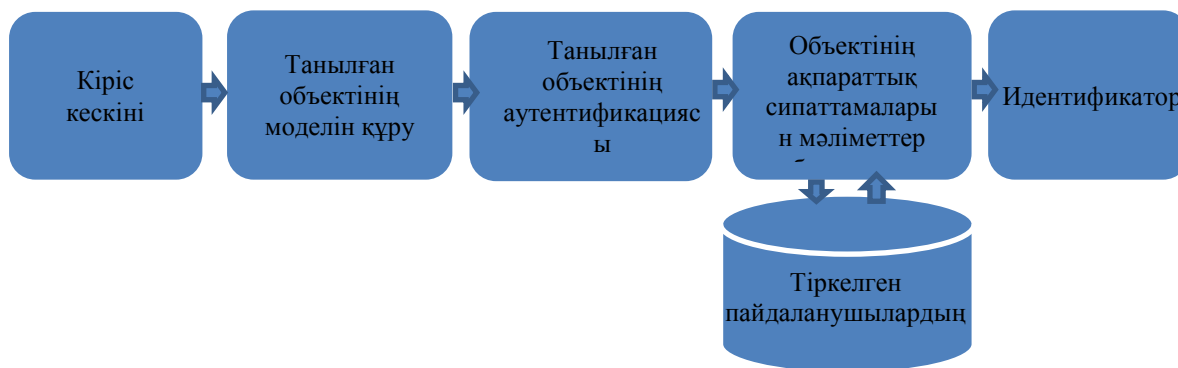 Кіріс
кескіні
Танылған
объектінің
моделін құру
Танылған
объектінің
аутентификацияс
ы
Объектінің
ақпараттық
сипаттамалары
н мәліметтер
Идентификатор
Тіркелген
пайдаланушылардың